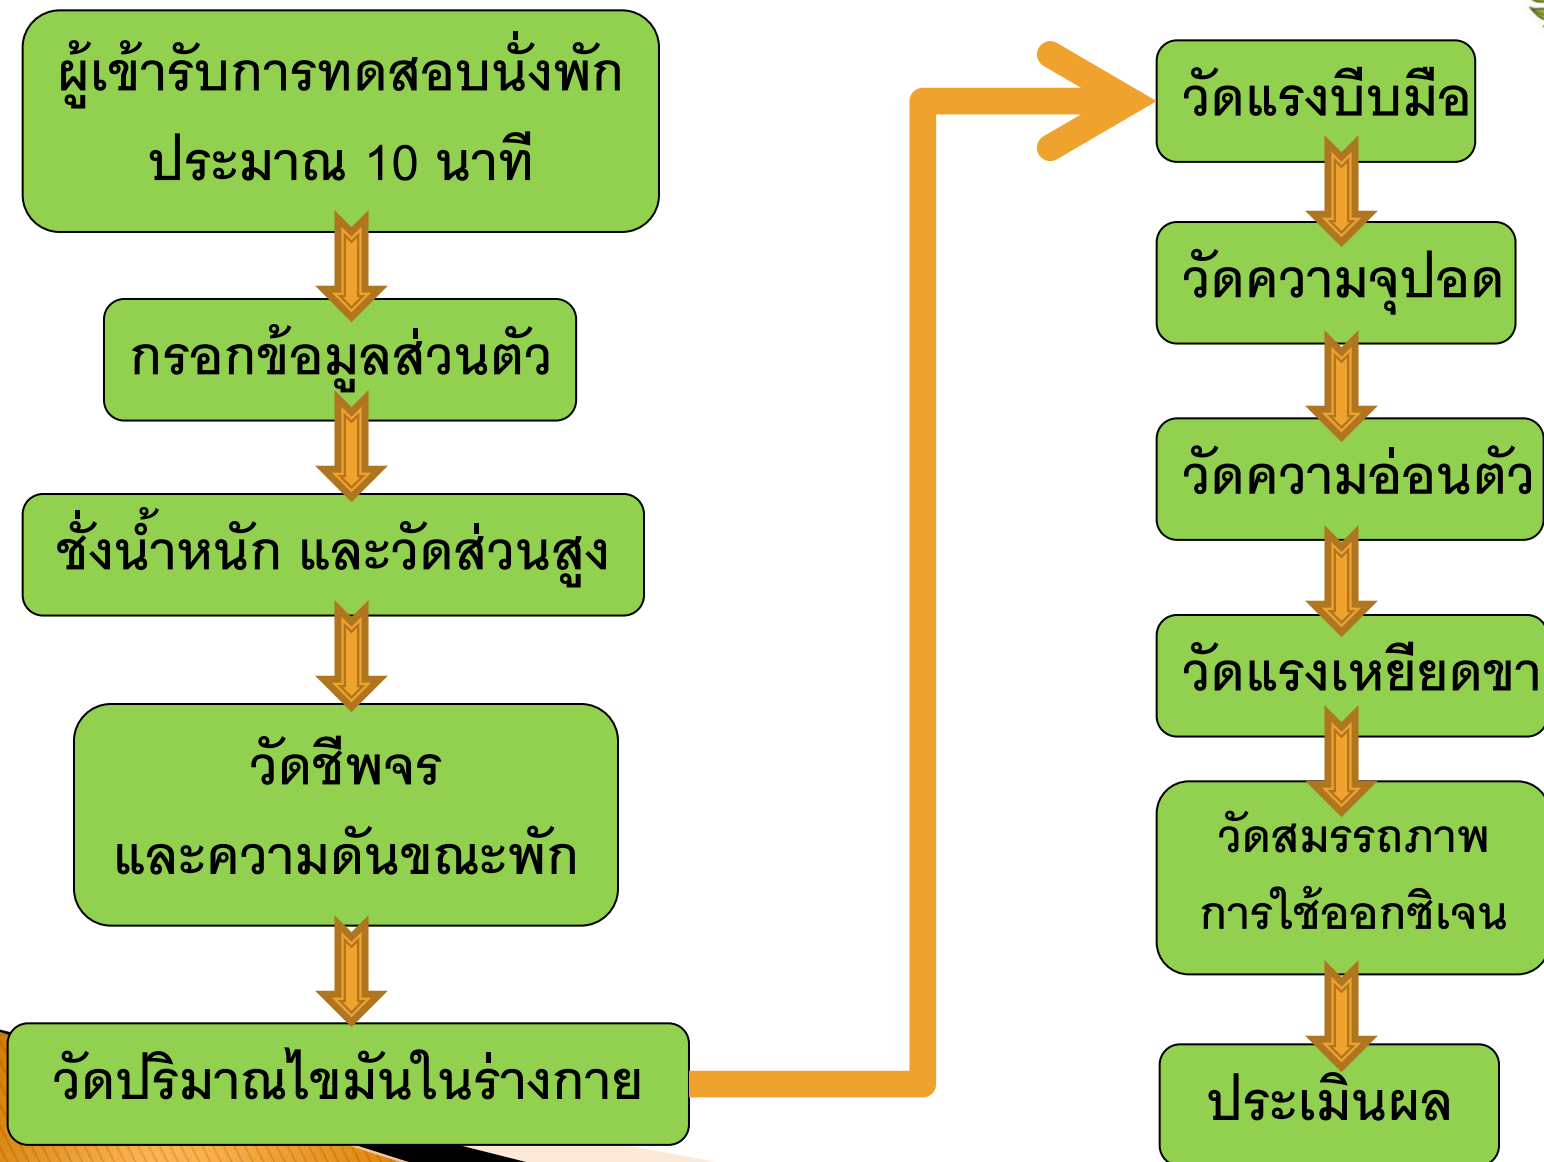 ผู้เข้ารับการทดสอบนั่งพัก
ประมาณ 10 นาที
กรอกข้อมูลส่วนตัว
ชั่งน้ำหนัก และวัดส่วนสูง
วัดชีพจร
และความดันขณะพัก
วัดปริมาณไขมันในร่างกาย
วัดแรงบีบมือ
วัดความจุปอด
วัดความอ่อนตัว
วัดแรงเหยียดขา
วัดสมรรถภาพ
การใช้ออกซิเจน
ประเมินผล